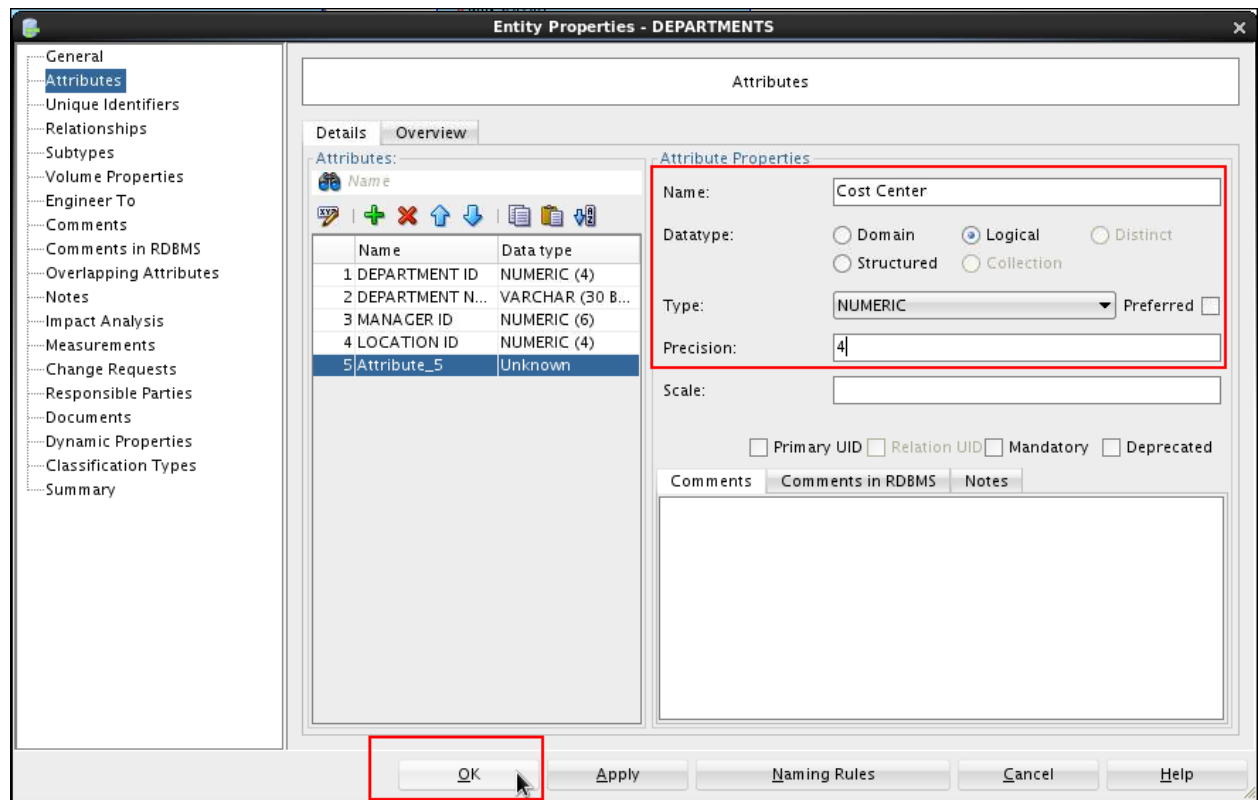 Entity Properties - DEPARTMENTS
General
Attributes
Unique Identifiers
Relationships
Subtypes
Volume Properties
Engineer To
Comments
Comments in RDBMS
Overlapping Attributes
Notes
Impact Analysis
Measurements
Change Requests
Responsible Parties
Documents
Dynamic Properties
Classification Types
Summary
Attributes
Details Overview
Attributes:
Name
Name Data type
1 DEPARTMENT ID NUMERIC (4)
2 DEPARTMENT N... VARCHAR (30 B...
3 MANAGER ID NUMERIC (6)
4 LOCATION ID NUMERIC (4)
5 Attribute_5 Unknown
Attribute Properties
Name: Cost Center
Datatype: Domain Logical Distinct
Structured Collection
Type: NUMERIC Preferred
Precision: 4
Scale:
Primary UID Relation UID Mandatory Deprecated
Comments Comments in RDBMS Notes
OK Apply Naming Rules Cancel Help